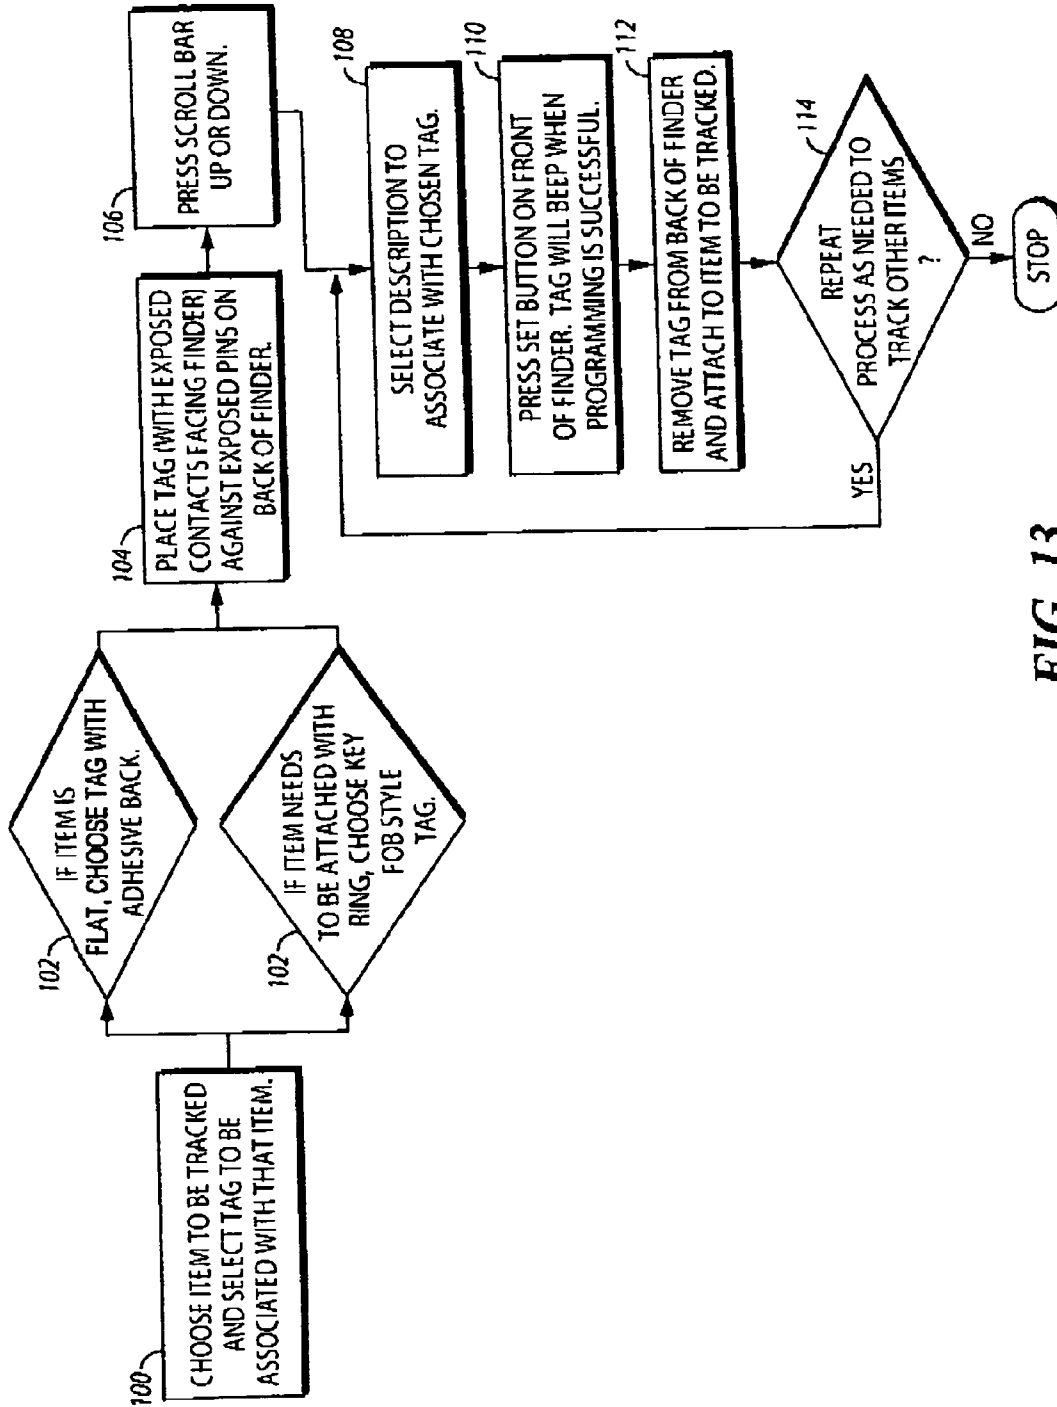 100
CHOOSE ITEM TO BE TRACKED
AND SELECT TAG TO BE
ASSOCIATED WITH THAT ITEM.
102
IF ITEM IS
FLAT, CHOOSE TAG WITH
ADHESIVE BACK.
102
IF ITEM NEEDS
TO BE ATTACHED WITH
RING, CHOOSE KEY
FOB STYLE
TAG.
104
PLACE TAG (WITH EXPOSED
CONTACTS FACING FINDER)
AGAINST EXPOSED PINS ON
BACK OF FINDER.
106
PRESS SCROLL BAR
UP OR DOWN.
108
SELECT DESCRIPTION TO
ASSOCIATE WITH CHOSEN TAG.
110
PRESS SET BUTTON ON FRONT
OF FINDER. TAG WILL BEEP WHEN
PROGRAMMING IS SUCCESSFUL.
112
REMOVE TAG FROM BACK OF FINDER
AND ATTACH TO ITEM TO BE TRACKED.
114
REPEAT
PROCESS AS NEEDED TO
TRACK OTHER ITEMS
?
YES
NO
STOP
FIG. 13